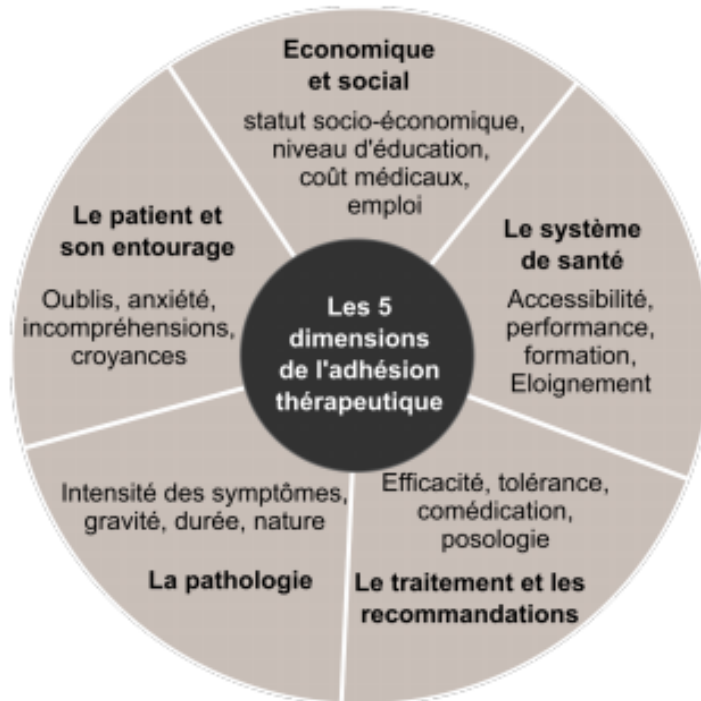 Economique
et social
statut socio-économique,
niveau d'éducation,
coût médicaux,
emploi
Le patient et
son entourage
Oublis, anxiété,
incompréhensions,
croyances
Le système
de santé
Accessibilité,
performance,
formation,
Eloignement
Les 5
dimensions
de l'adhésion
thérapeutique
Intensité des symptômes,
gravité, durée, nature
La pathologie
Efficacité, tolérance,
comédication,
posologie
Le traitement et les
recommandations